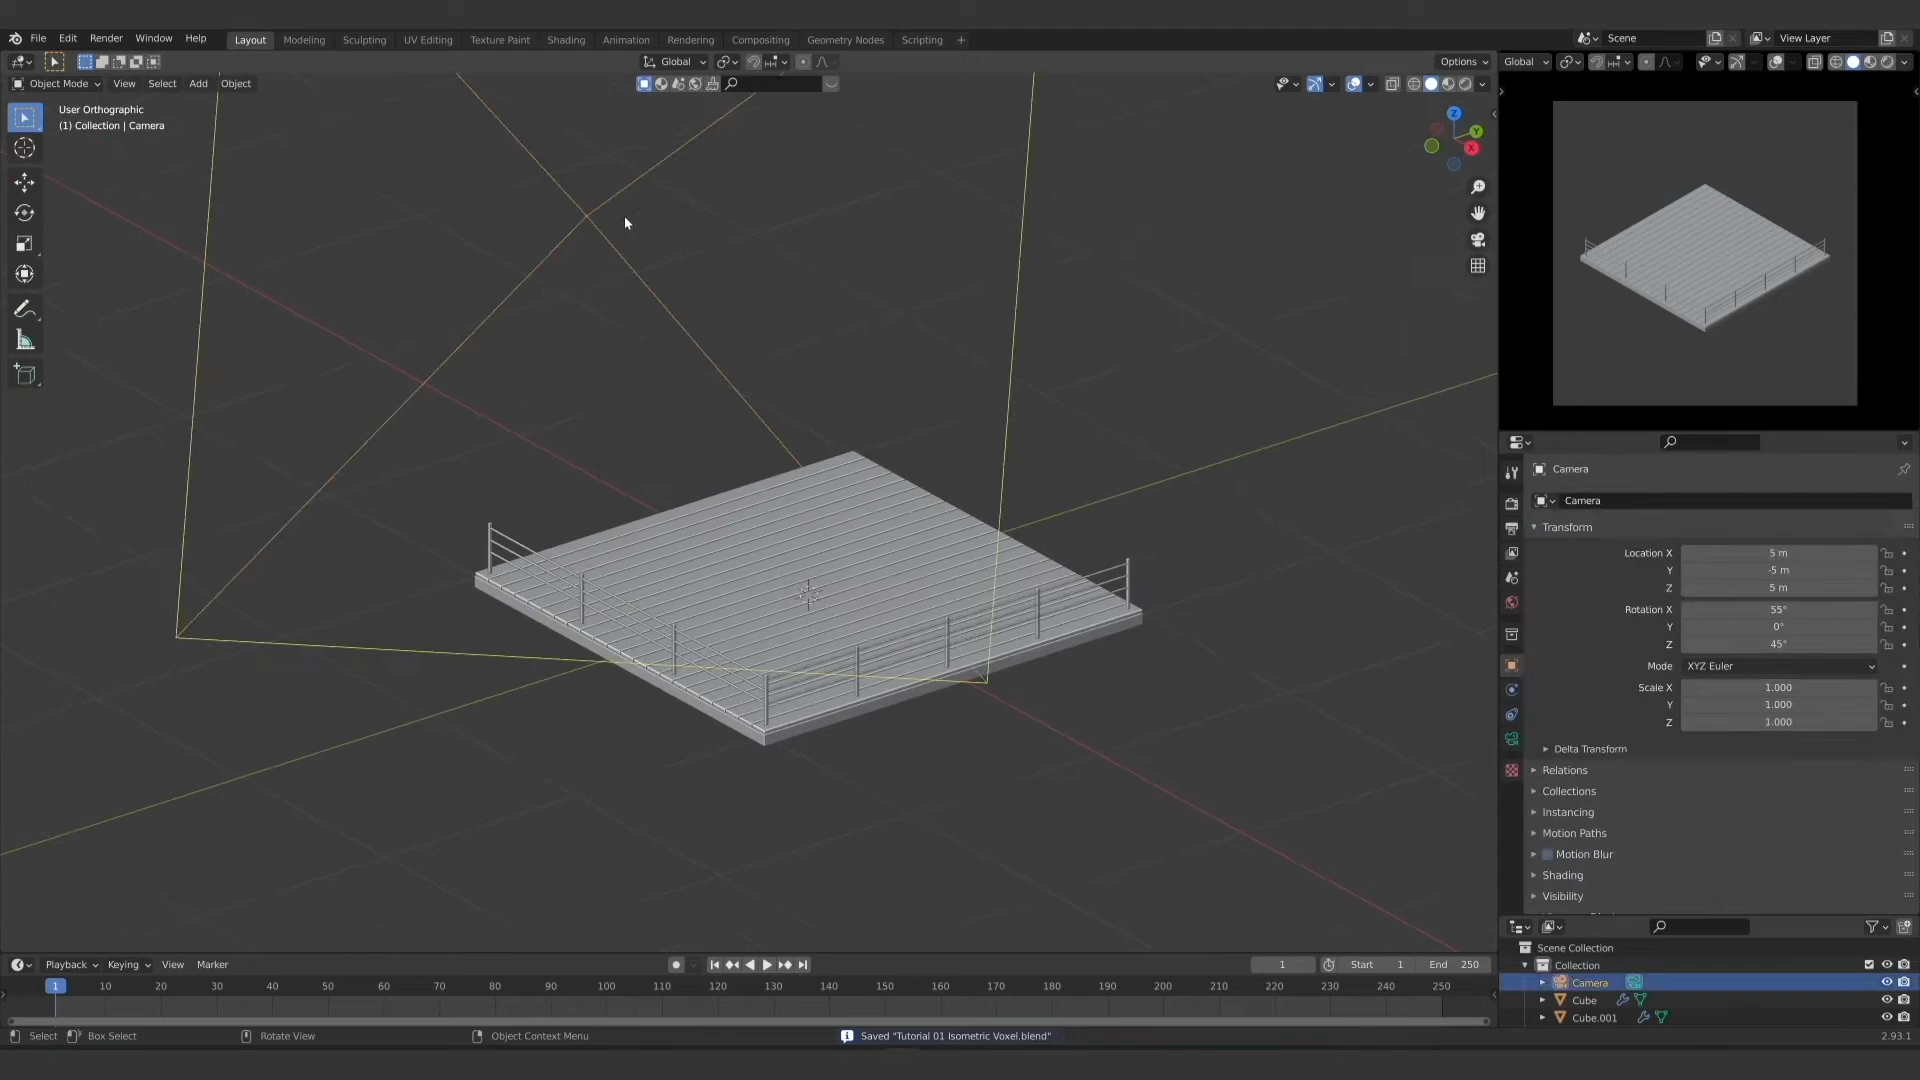 File Edit Render Window Help Layout Modeling Sculpting UV Editing Texture Paint Shading Animation Rendering Compositing Geometry Nodes Scripting + Scene View Layer
Global Options Global
Object Mode View Select Add Object
User Orthographic
(1) Collection | Camera
Z
Y
X
Camera
Camera
Transform
Location X 5 m
Y -5 m
Z 5 m
Rotation X 55°
Y 0°
Z 45°
Mode XYZ Euler
Scale X 1.000
Y 1.000
Z 1.000
Delta Transform
Relations
Collections
Instancing
Motion Paths
Motion Blur
Shading
Visibility
Playback Keying View Marker 1 Start 1 End 250
1 10 20 30 40 50 60 70 80 90 100 110 120 130 140 150 160 170 180 190 200 210 220 230 240 250
Scene Collection
Collection
Camera
Cube
Cube.001
Select Box Select Rotate View Object Context Menu Saved "Tutorial 01 Isometric Voxel.blend" 2.93.1